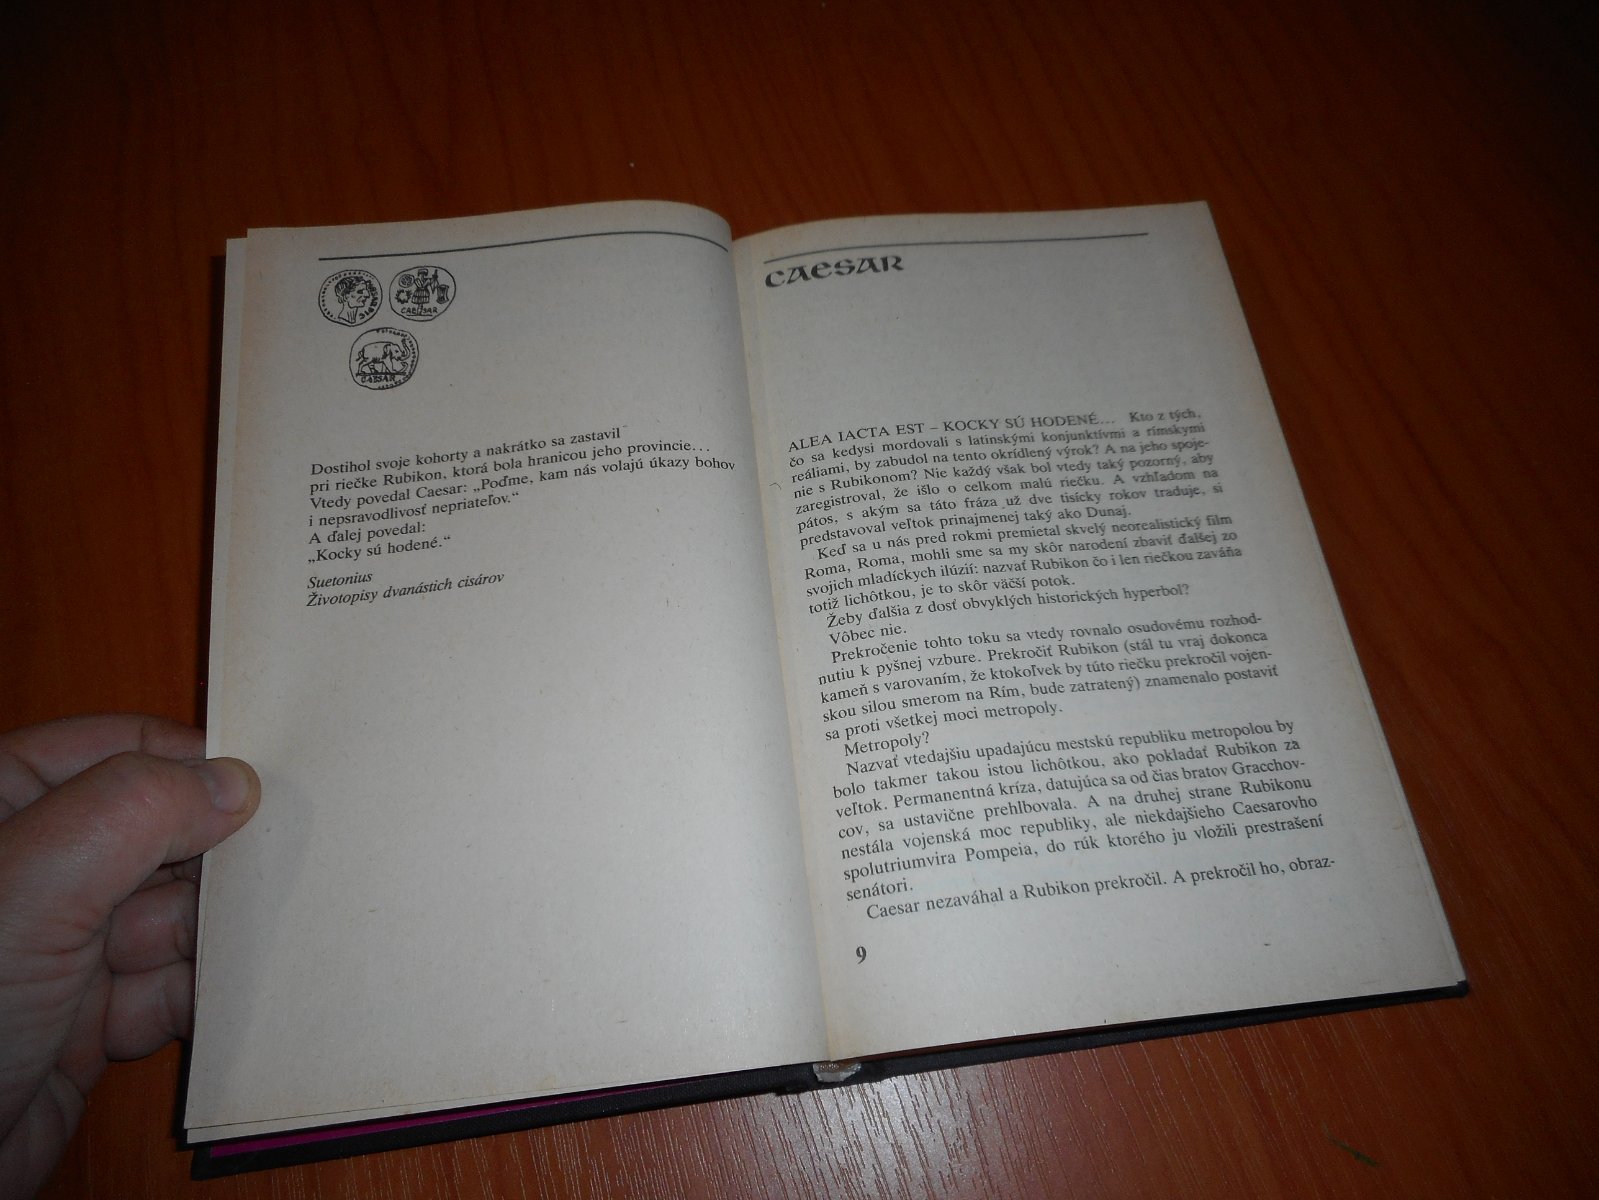 CAESAR
CAESAR
Dostihol svoje kohorty a nakrátko sa zastavil
pri riečke Rubikon, ktorá bola hranicou jeho provincie...
Vtedy povedal Caesar: „Poďme, kam nás volajú úkazy bohov
i nepsravodlivosť nepriateľov.“
A ďalej povedal:
„Kocky sú hodené.“
Suetonius
Životopisy dvanástich cisárov
CAESAR
ALEA IACTA EST – KOCKY SÚ HODENÉ... Kto z tých,
čo sa kedysi mordovali s latinskými konjunktívmi a rímskymi
reáliami, by zabudol na tento okrídlený výrok? A na jeho spoje-
nie s Rubikonom? Nie každý však bol vtedy taký pozorný, aby
zaregistroval, že išlo o celkom malú riečku. A vzhľadom na
pátos, s akým sa táto fráza už dve tisícky rokov traduje, si
predstavoval veľtok prinajmenej taký ako Dunaj.
Keď sa u nás pred rokmi premietal skvelý neorealistický film
Roma, Roma, mohli sme sa my skôr narodení zbaviť ďalšej zo
svojich mladíckych ilúzií: nazvať Rubikon čo i len riečkou zaváňa
totiž lichôtkou, je to skôr väčší potok.
Žeby ďalšia z dosť obvyklých historických hyperbol?
Vôbec nie.
Prekročenie tohto toku sa vtedy rovnalo osudovému rozhod-
nutiu k pyšnej vzbure. Prekročiť Rubikon (stál tu vraj dokonca
kameň s varovaním, že ktokoľvek by túto riečku prekročil vojen-
skou silou smerom na Rím, bude zatratený) znamenalo postaviť
sa proti všetkej moci metropoly.
Metropoly?
Nazvať vtedajšiu upadajúcu mestskú republiku metropolou by
bolo takmer takou istou lichôtkou, ako pokladať Rubikon za
veľtok. Permanentná kríza, datujúca sa od čias bratov Gracchov-
cov, sa ustavične prehlbovala. A na druhej strane Rubikonu
nestála vojenská moc republiky, ale niekdajšieho Caesarovho
spolutriumvira Pompeia, do rúk ktorého ju vložili prestrašení
senátori.
Caesar nezaváhal a Rubikon prekročil. A prekročil ho, obraz-
9